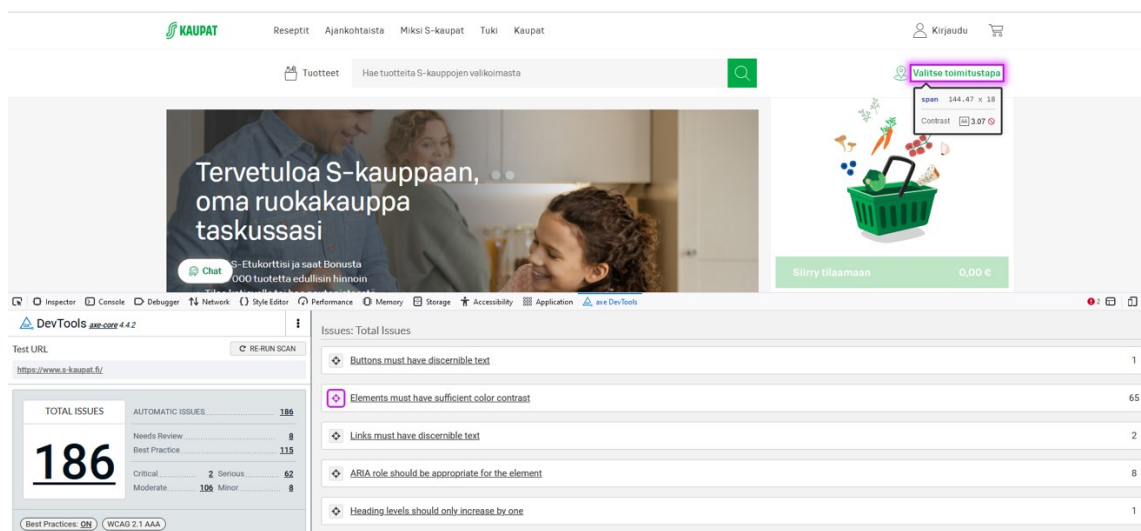 KAUPAT
Reseptit Ajankohtaista Miksi S-kaupat Tuki Kaupat
Kirjaudu
Tuotteet
Hae tuotteita S-kauppojen valikoimasta
Valitse toimitustapa
span 144.47 x 18
Contrast AA 3.07
Tervetuloa S-kauppaan,
oma ruokakauppa
taskussasi
S-Etukorttisi ja saat Bonusta
000 tuotetta edullisin hinnoin
Chat
Siirry tilaamaan 0,00 €
Inspector Console Debugger Network {} Style Editor Performance Memory Storage Accessibility Application axe DevTools
2
DevTools axe-core 4.4.2
Test URL
RE-RUN SCAN
https://www.s-kaupat.fi/
TOTAL ISSUES
186
AUTOMATIC ISSUES 186
Needs Review 8
Best Practice 115
Critical 2 Serious 62
Moderate 106 Minor 8
Best Practices: ON WCAG 2.1 AAA
Issues: Total Issues
Buttons must have discernible text 1
Elements must have sufficient color contrast 65
Links must have discernible text 2
ARIA role should be appropriate for the element 8
Heading levels should only increase by one 1